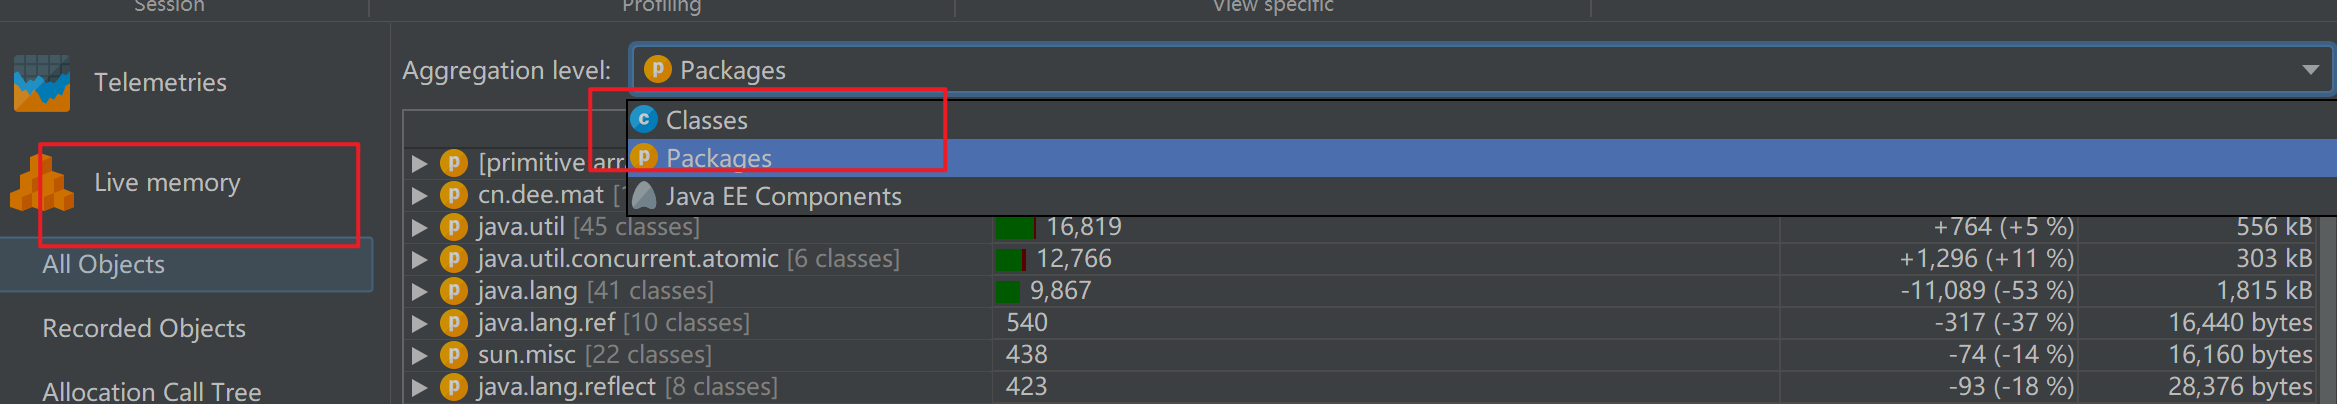 Session Profiling View specific
Telemetries
Aggregation level: Packages
Classes
Live memory
[primitive arr Packages
cn.dee.mat [ Java EE Components
java.util [45 classes] 16,819 +764 (+5 %) 556 kB
All Objects
java.util.concurrent.atomic [6 classes] 12,766 +1,296 (+11 %) 303 kB
java.lang [41 classes] 9,867 -11,089 (-53 %) 1,815 kB
Recorded Objects
java.lang.ref [10 classes] 540 -317 (-37 %) 16,440 bytes
sun.misc [22 classes] 438 -74 (-14 %) 16,160 bytes
Allocation Call Tree
java.lang.reflect [8 classes] 423 -93 (-18 %) 28,376 bytes